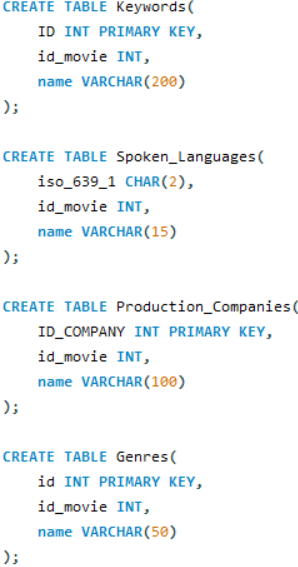 CREATE TABLE Keywords(
    ID INT PRIMARY KEY,
    id_movie INT,
    name VARCHAR(200)
);

CREATE TABLE Spoken_Languages(
    iso_639_1 CHAR(2),
    id_movie INT,
    name VARCHAR(15)
);

CREATE TABLE Production_Companies(
    ID_COMPANY INT PRIMARY KEY,
    id_movie INT,
    name VARCHAR(100)
);

CREATE TABLE Genres(
    id INT PRIMARY KEY,
    id_movie INT,
    name VARCHAR(50)
);